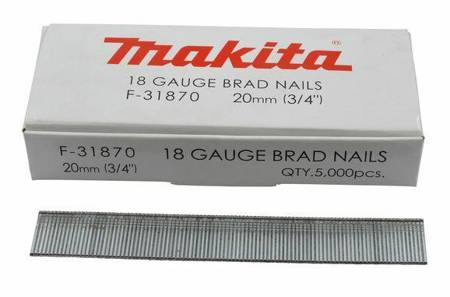 makita®
18 GAUGE BRAD NAILS
F-31870 20mm (3/4")
F-31870 18 GAUGE BRAD NAILS
20mm (3/4") QTY.5,000pcs.